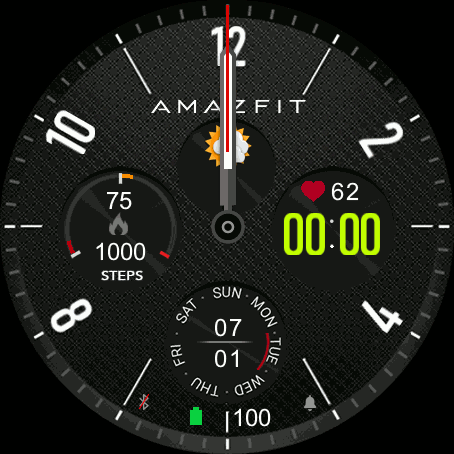 12
AMAZFIT
10
2
75
62
00:00
1000
STEPS
8
4
SUN
MON
TUE
WED
THU
FRI
SAT
07
01
100